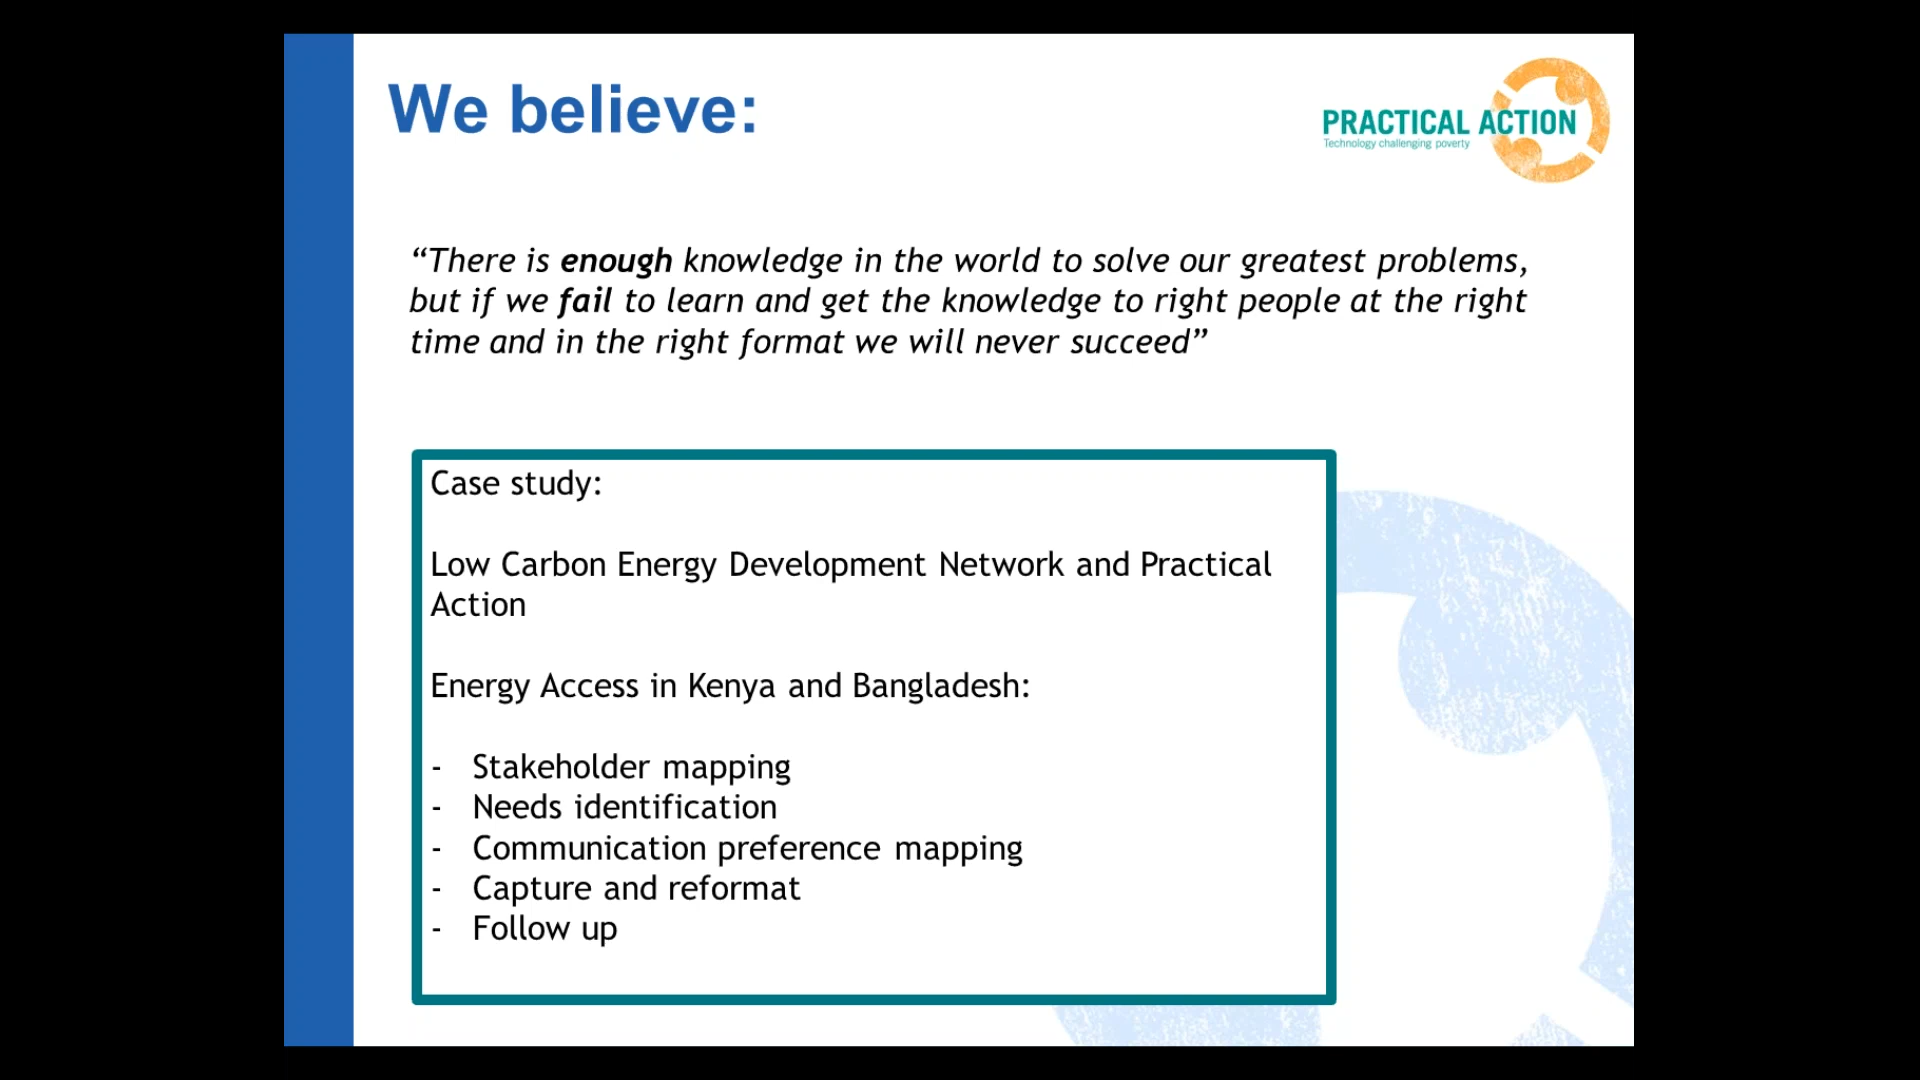 We believe:
PRACTICAL ACTION
Technology challenging poverty
“There is enough knowledge in the world to solve our greatest problems,
but if we fail to learn and get the knowledge to right people at the right
time and in the right format we will never succeed”
Case study:
Low Carbon Energy Development Network and Practical
Action
Energy Access in Kenya and Bangladesh:
- Stakeholder mapping
- Needs identification
- Communication preference mapping
- Capture and reformat
- Follow up